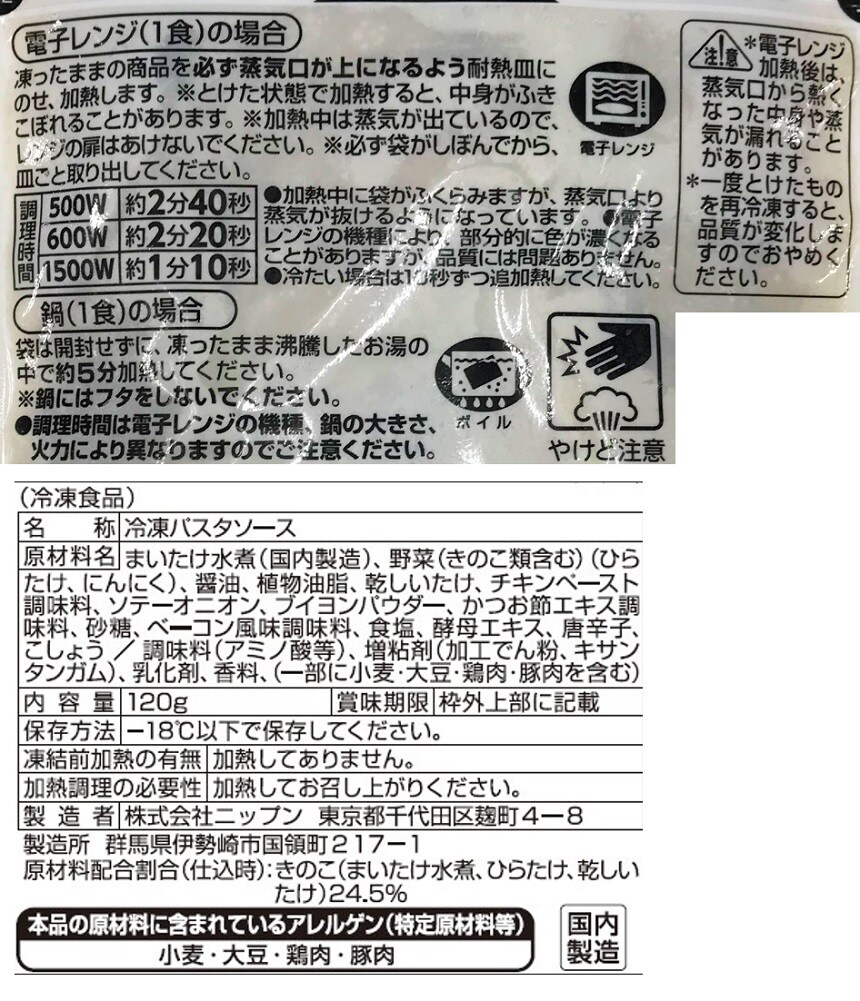 電子レンジ(1食)の場合
凍ったままの商品を必ず蒸気口が上になるよう耐熱皿に
のせ、加熱します。※とけた状態で加熱すると、中身がふき
こぼれることがあります。※加熱中は蒸気が出ているので、
レンジの扉はあけないでください。※必ず袋がしぼんでから、
皿ごと取り出してください。
電子レンジ
調理時間
500W 約2分40秒
600W 約2分20秒
1500W 約1分10秒
●加熱中に袋がふくらみますが、蒸気口より
蒸気が抜けるようになっています。●電子
レンジの機種により、部分的に色が濃くなる
ことがありますが、品質には問題ありません。
●冷たい場合は10秒ずつ追加熱してください。
注意
*電子レンジ
加熱後は、
蒸気口から熱く
なった中身や蒸
気が漏れること
があります。
*一度とけたもの
を再冷凍すると、
品質が変化しま
すのでおやめく
ださい。
鍋(1食)の場合
袋は開封せずに、凍ったまま沸騰したお湯の
中で約5分加熱してください。
※鍋にはフタをしないでください。
●調理時間は電子レンジの機種、鍋の大きさ、
火力により異なりますのでご注意ください。
ボイル
やけど注意
(冷凍食品)
名称 冷凍パスタソース
原材料名 まいたけ水煮(国内製造)、野菜(きのこ類含む)(ひら
たけ、にんにく)、醤油、植物油脂、乾しいたけ、チキンペースト
調味料、ソテーオニオン、ブイヨンパウダー、かつお節エキス調
味料、砂糖、ベーコン風味調味料、食塩、酵母エキス、唐辛子、
こしょう／調味料(アミノ酸等)、増粘剤(加工でん粉、キサン
タンガム)、乳化剤、香料、(一部に小麦・大豆・鶏肉・豚肉を含む)
内容量 120g 賞味期限 枠外上部に記載
保存方法 −18℃以下で保存してください。
凍結前加熱の有無 加熱してありません。
加熱調理の必要性 加熱してお召し上がりください。
製造者 株式会社ニップン 東京都千代田区麹町4−8
製造所 群馬県伊勢崎市国領町217−1
原材料配合割合(仕込時):きのこ(まいたけ水煮、ひらたけ、乾しい
たけ)24.5%
本品の原材料に含まれているアレルゲン(特定原材料等)
小麦・大豆・鶏肉・豚肉
国内
製造